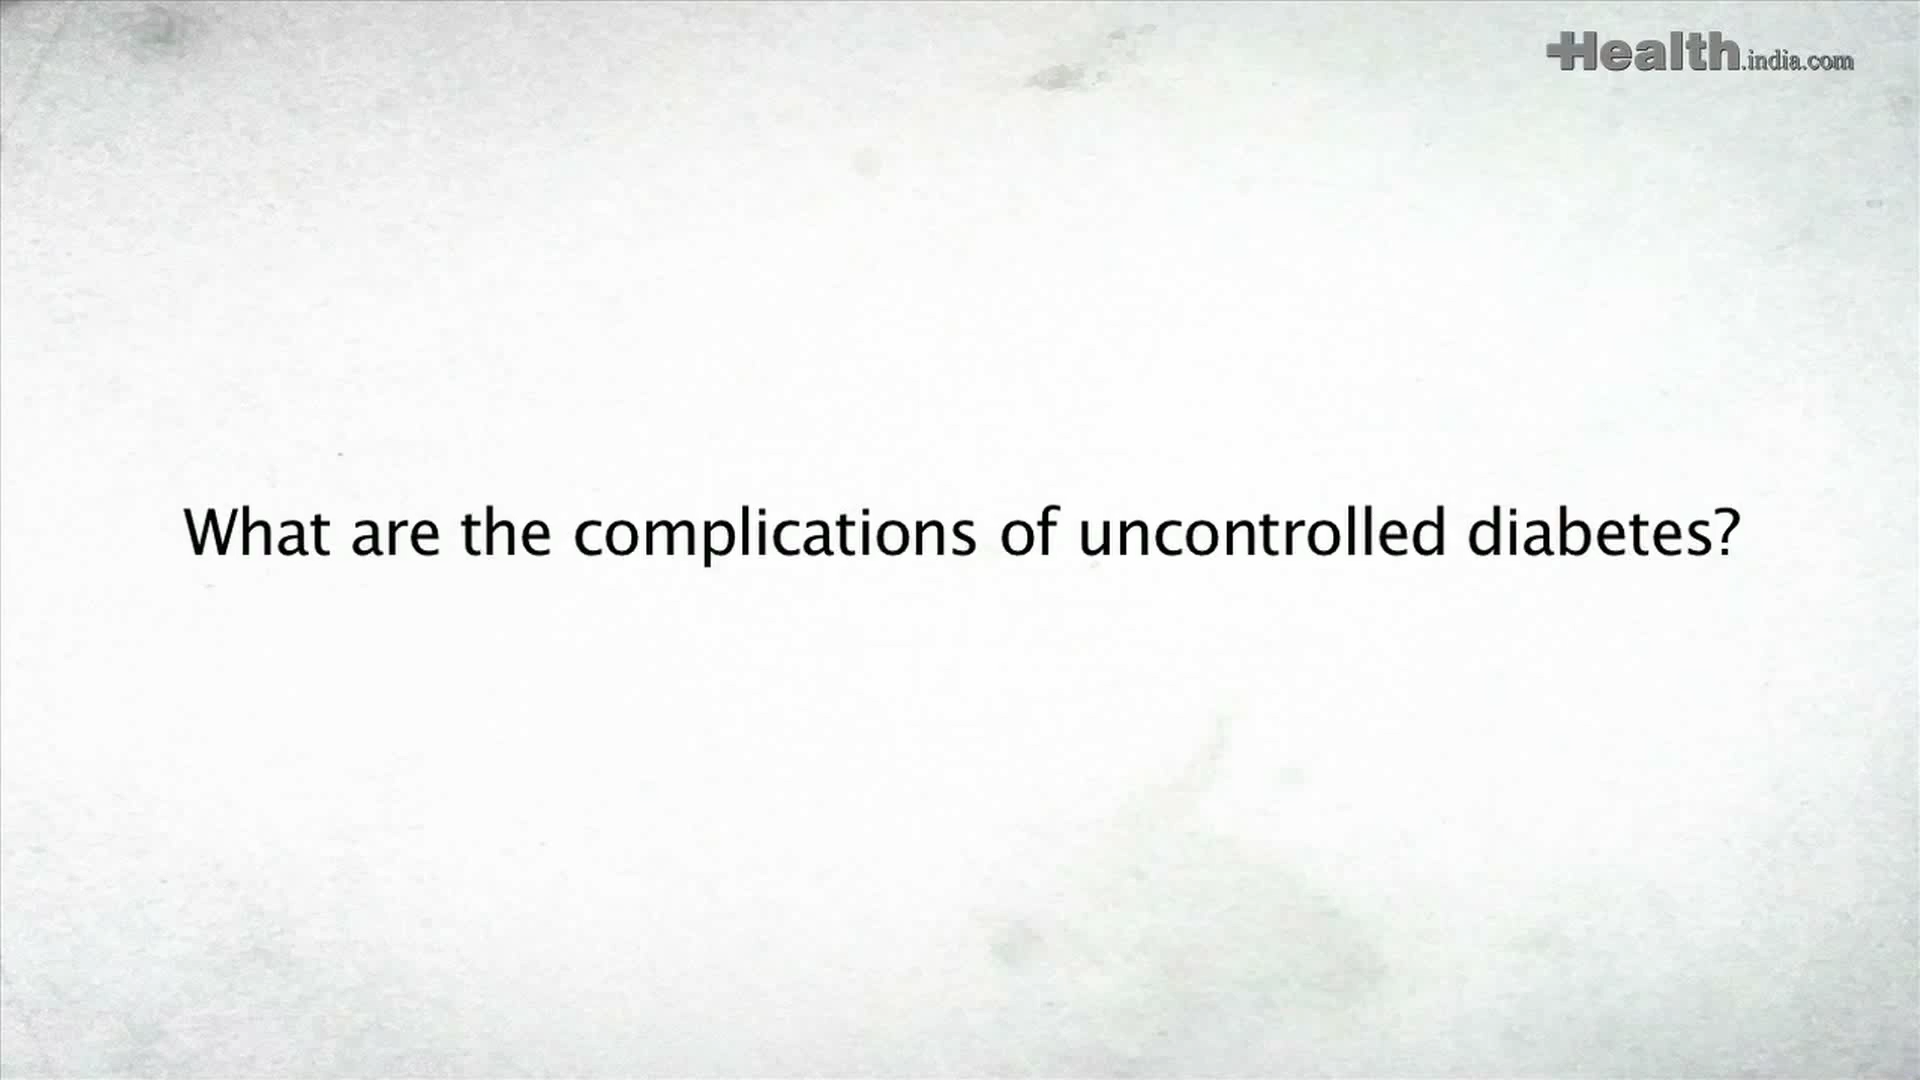 Health.india.com
What are the complications of uncontrolled diabetes?